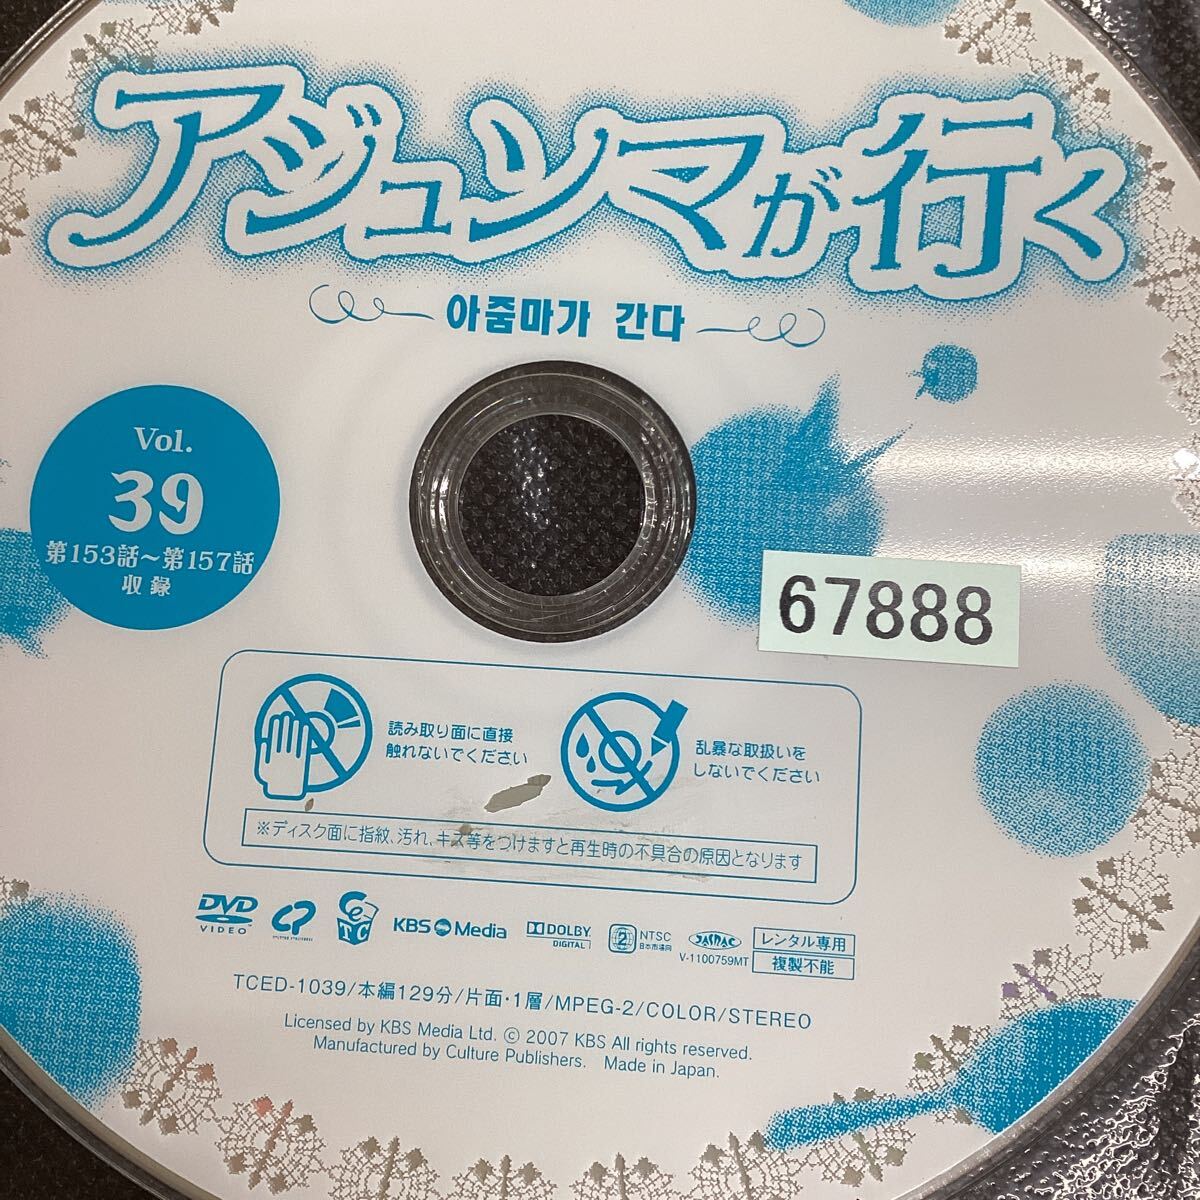 アジュンマが行く
아줌마가 간다
Vol.
39
第153話～第157話
収録
67888
読み取り面に直接
触れないでください
乱暴な取扱いを
しないでください
※ディスク面に指紋、汚れ、キズ等をつけますと再生時の不具合の原因となります
DVD
VIDEO
CP
CeTC
KBS Media
DOLBY
DIGITAL
2
NTSC
日本市場向
JASRAC
V-1100759MT
レンタル専用
複製不能
TCED-1039/本編129分/片面・1層/MPEG-2/COLOR/STEREO
Licensed by KBS Media Ltd. © 2007 KBS All rights reserved.
Manufactured by Culture Publishers. Made in Japan.